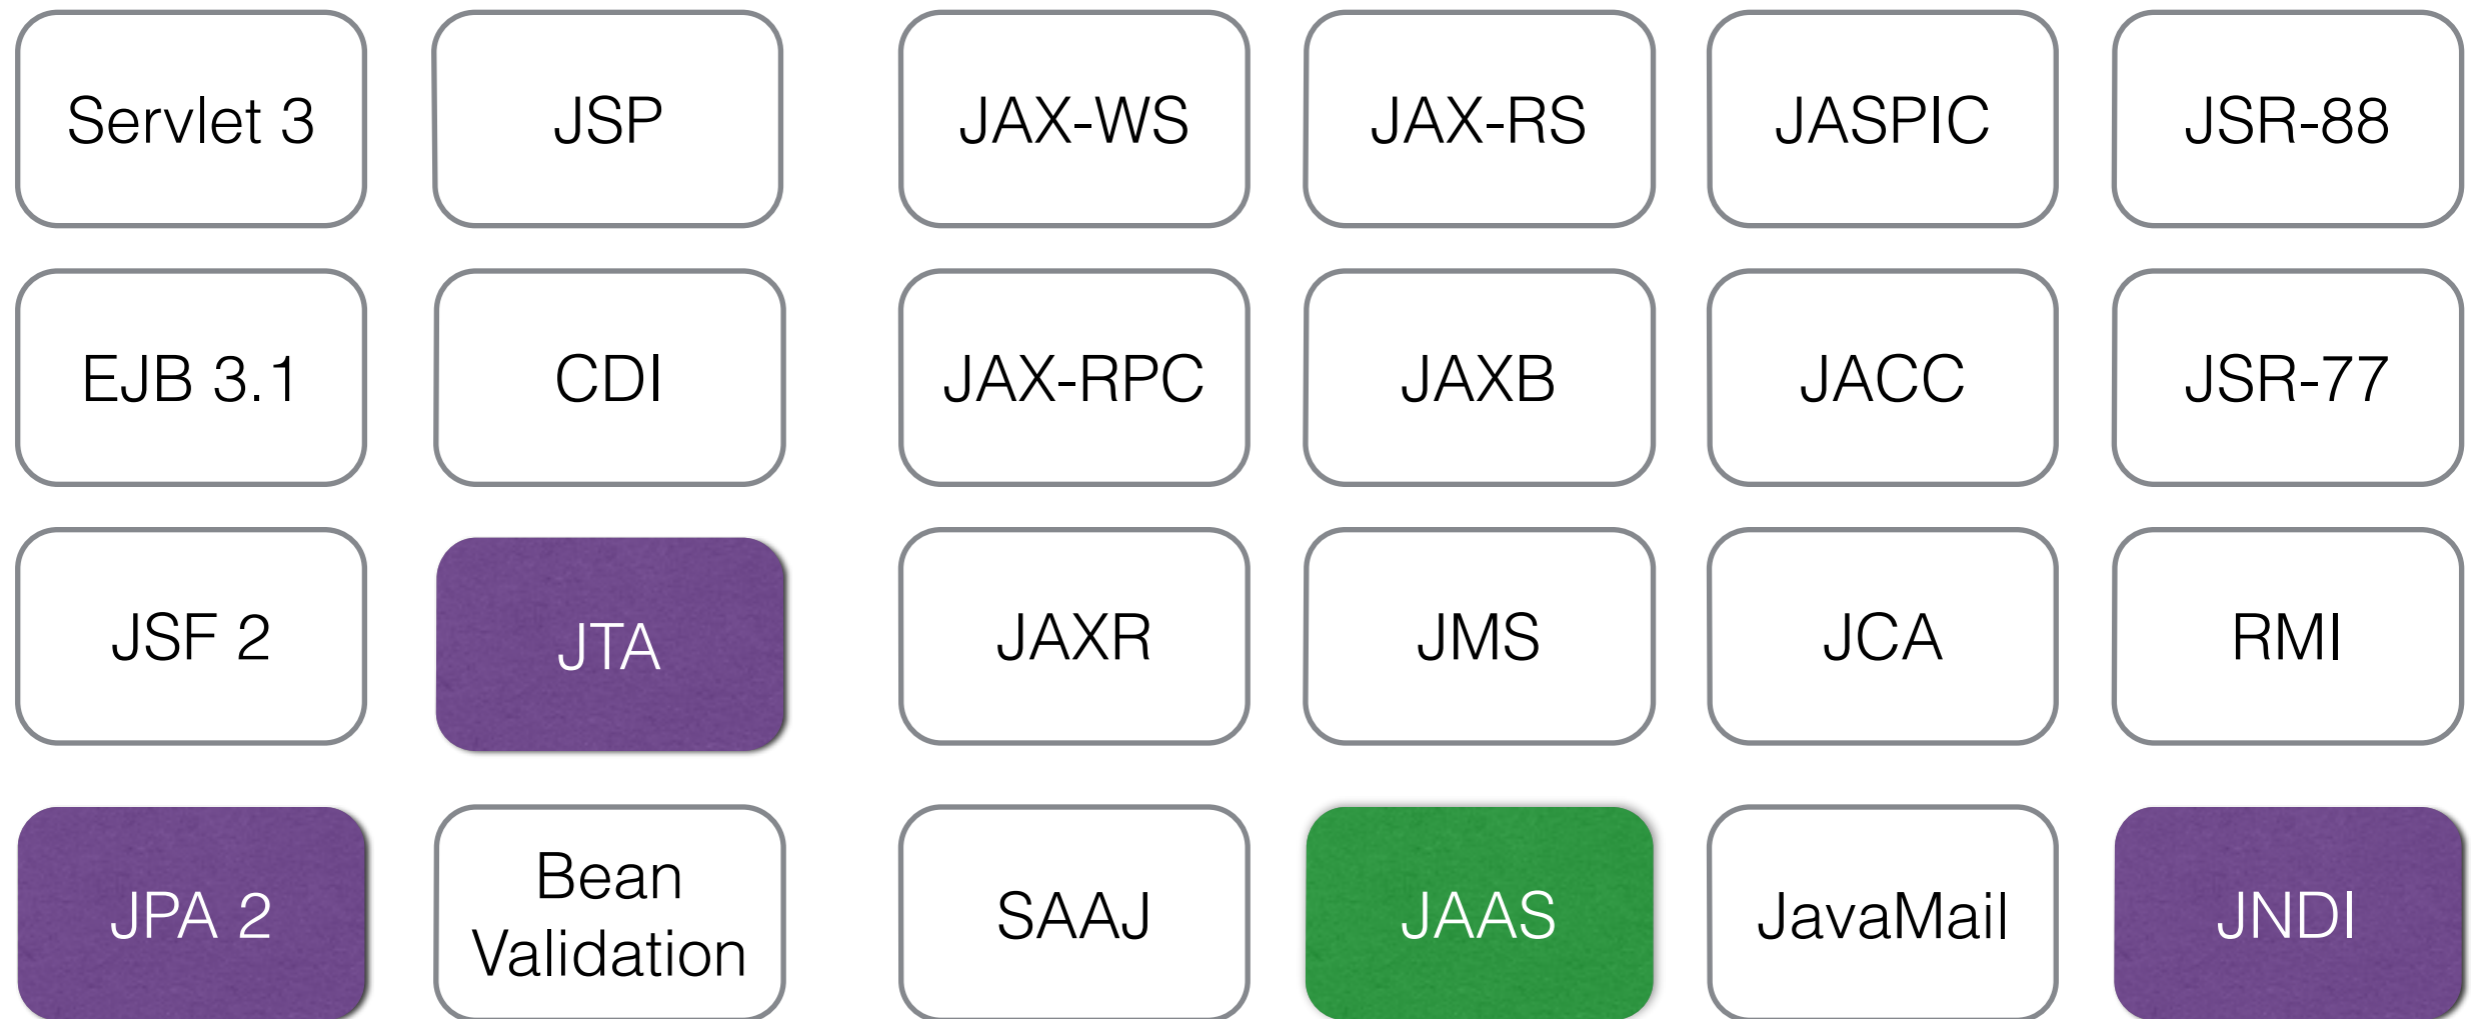 Servlet 3
JSP
JAX-WS
JAX-RS
JASPIC
JSR-88
EJB 3.1
CDI
JAX-RPC
JAXB
JACC
JSR-77
JSF 2
JTA
JAXR
JMS
JCA
RMI
JPA 2
Bean
Validation
SAAJ
JAAS
JavaMail
JNDI